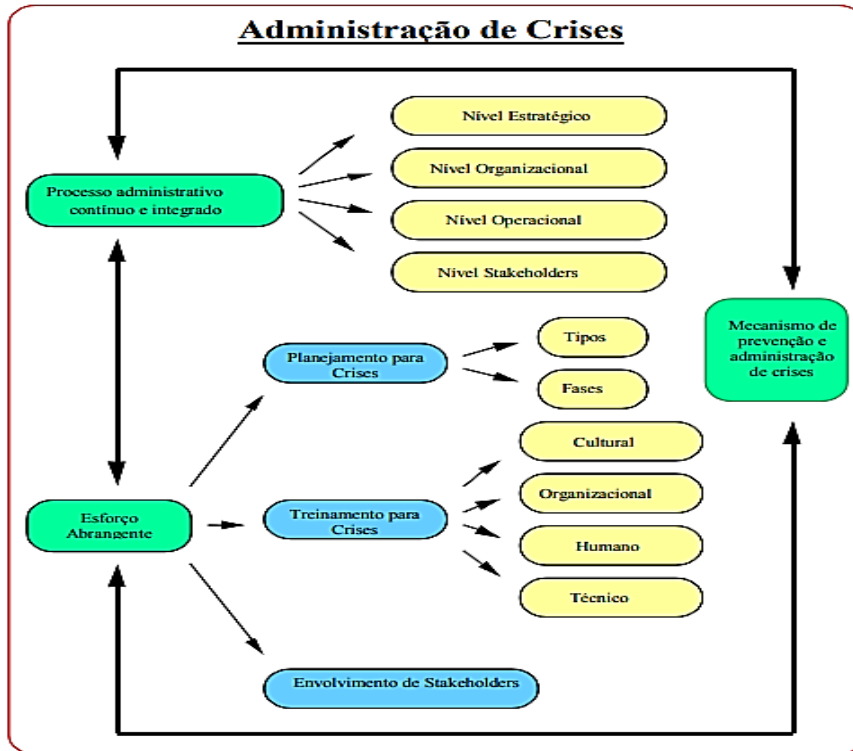 Administração de Crises
Nível Estratégico
Nível Organizacional
Processo administrativo
contínuo e integrado
Nível Operacional
Nível Stakeholders
Mecanismo de
prevenção e
administração
de crises
Planejamento para
Crises
Tipos
Fases
Cultural
Organizacional
Esforço
Abrangente
Treinamento para
Crises
Humano
Técnico
Envolvimento de Stakeholders